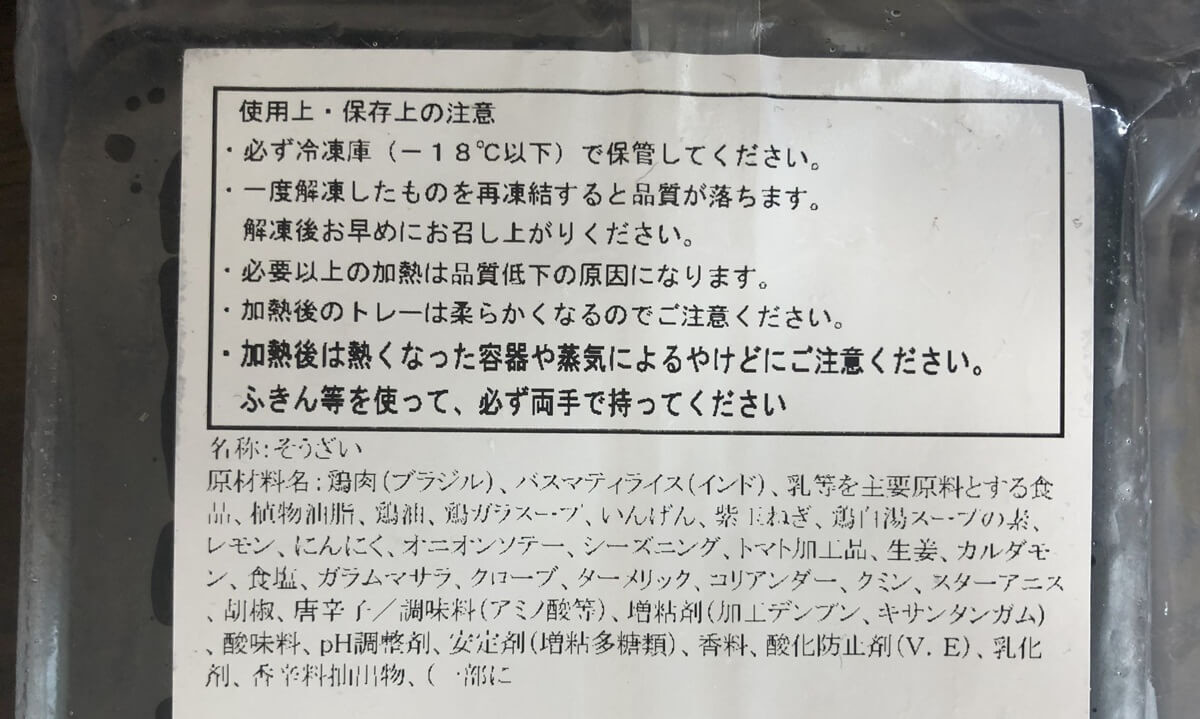 使用上・保存上の注意
・必ず冷凍庫（－18℃以下）で保管してください。
・一度解凍したものを再凍結すると品質が落ちます。
解凍後お早めにお召し上がりください。
・必要以上の加熱は品質低下の原因になります。
・加熱後のトレーは柔らかくなるのでご注意ください。
・加熱後は熱くなった容器や蒸気によるやけどにご注意ください。
ふきん等を使って、必ず両手で持ってください
名称：そうざい
原材料名：鶏肉(ブラジル)、バスマティライス(インド)、乳等を主要原料とする食
品、植物油脂、鶏油、鶏ガラスープ、いんげん、紫玉ねぎ、鶏白湯スープの素、
レモン、にんにく、オニオンソテー、シーズニング、トマト加工品、生姜、カルダモ
ン、食塩、ガラムマサラ、クローブ、ターメリック、コリアンダー、クミン、スターアニス
、胡椒、唐辛子／調味料(アミノ酸等)、増粘剤(加工デンプン、キサンタンガム)
、酸味料、pH調整剤、安定剤(増粘多糖類)、香料、酸化防止剤(V．E)、乳化
剤、香辛料抽出物、(一部に